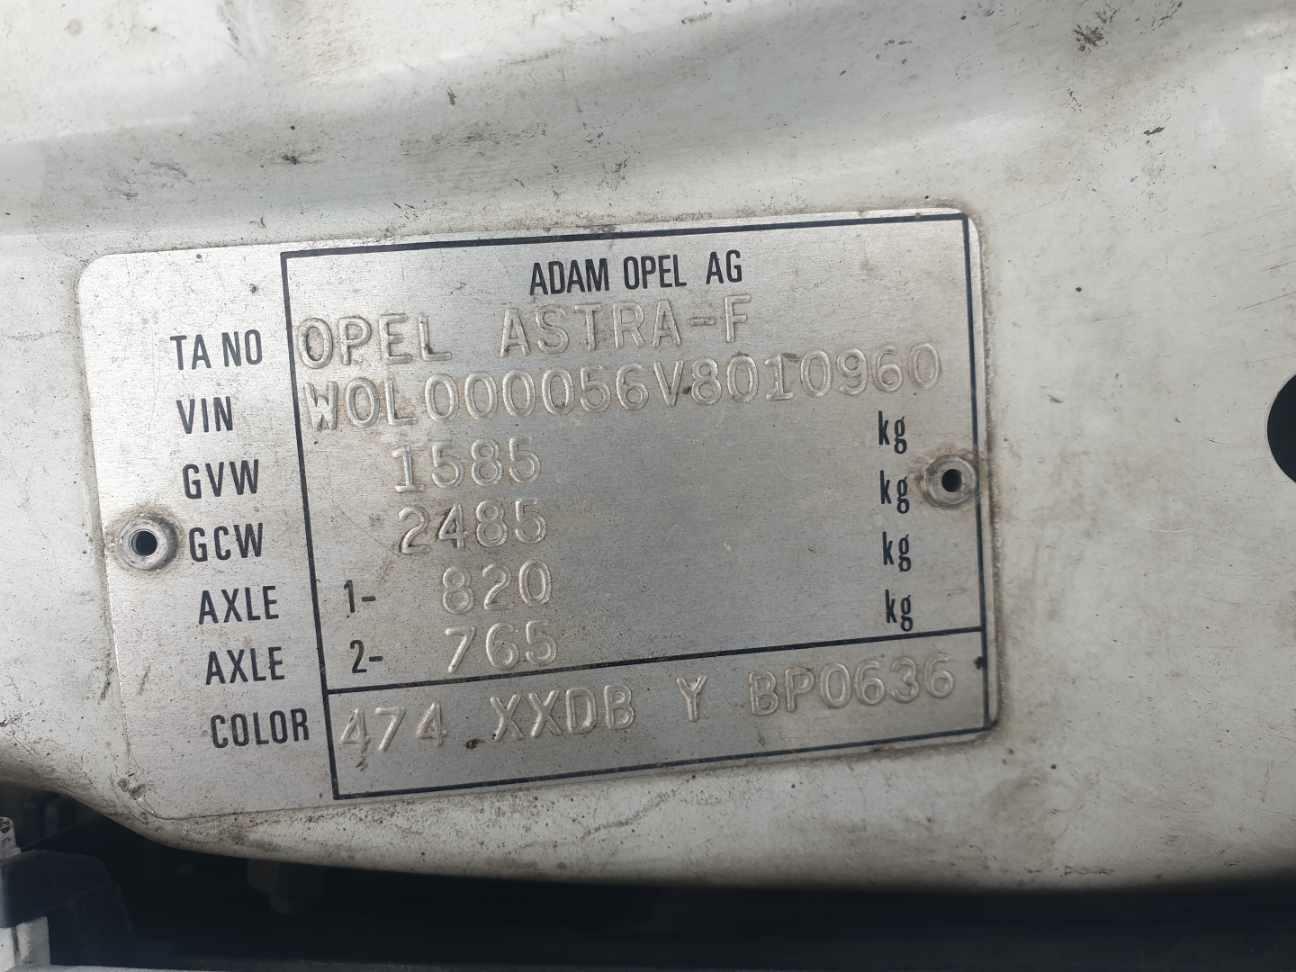 ADAM OPEL AG
TA NO OPEL ASTRA-F
VIN W0L000056V8010960
GVW 1585 kg
GCW 2485 kg
AXLE 1- 820 kg
AXLE 2- 765 kg
COLOR 474 XXDB Y BP0636